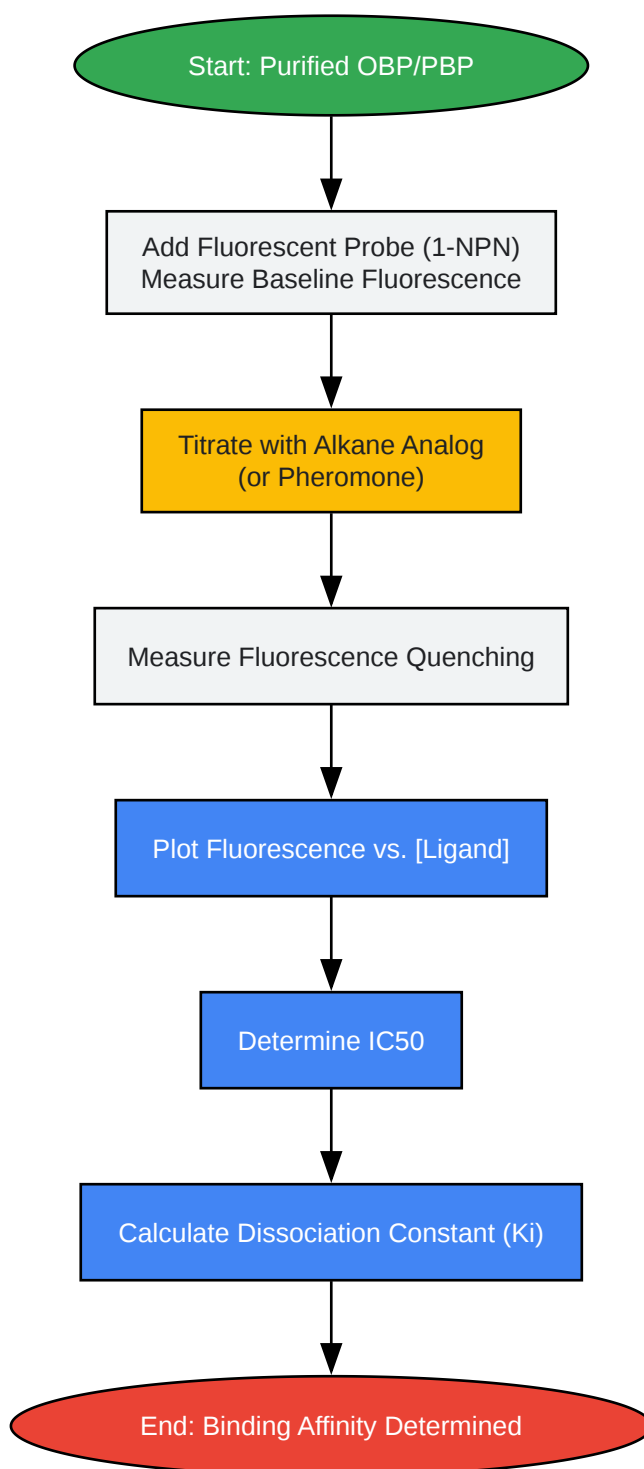 Start: Purified OBP/PBP
Add Fluorescent Probe (1-NPN)
Measure Baseline Fluorescence
Titrate with Alkane Analog
(or Pheromone)
Measure Fluorescence Quenching
Plot Fluorescence vs. [Ligand]
Determine IC50
Calculate Dissociation Constant (Ki)
End: Binding Affinity Determined